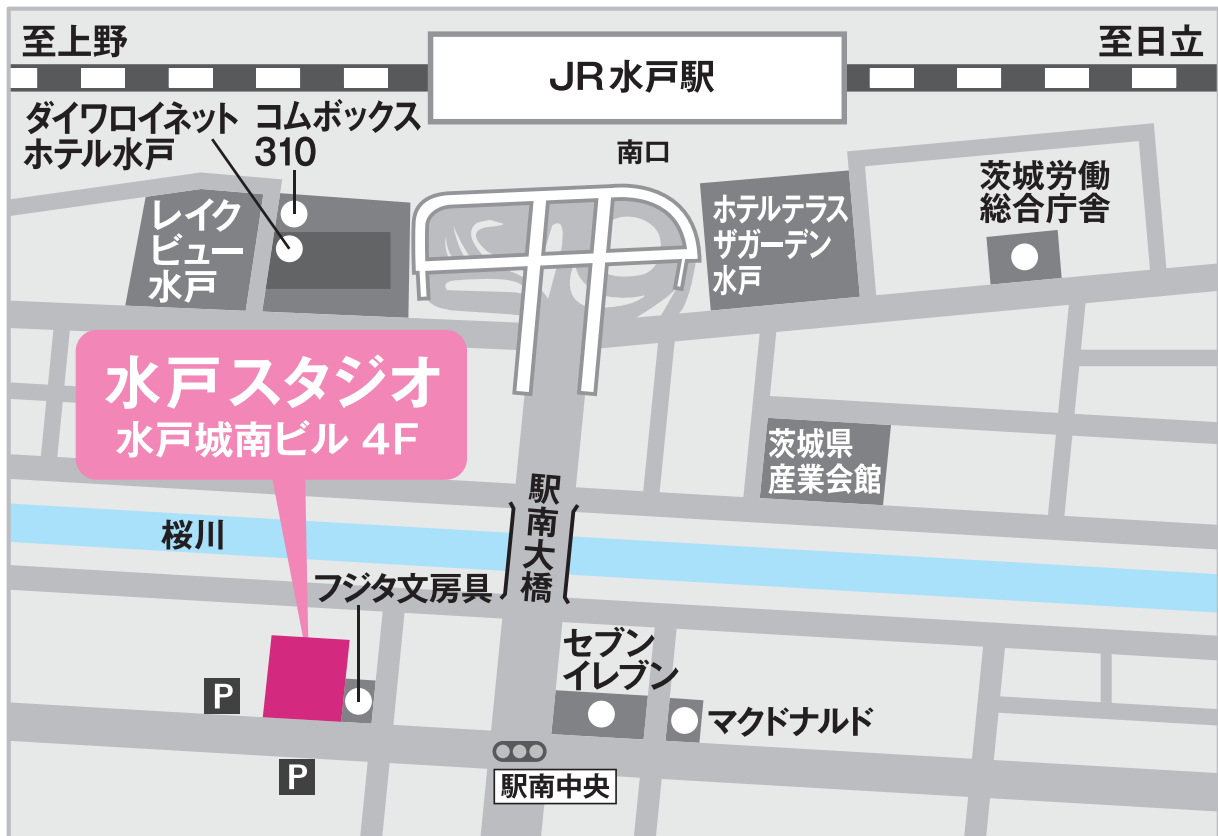 至上野
JR水戸駅
至日立
ダイワロイネット
ホテル水戸
コムボックス
310
南口
茨城労働
総合庁舎
レイク
ビュー
水戸
ホテルテラス
ザガーデン
水戸
水戸スタジオ
水戸城南ビル 4F
茨城県
産業会館
駅南大橋
桜川
フジタ文房具
セブン
イレブン
P
マクドナルド
P
駅南中央